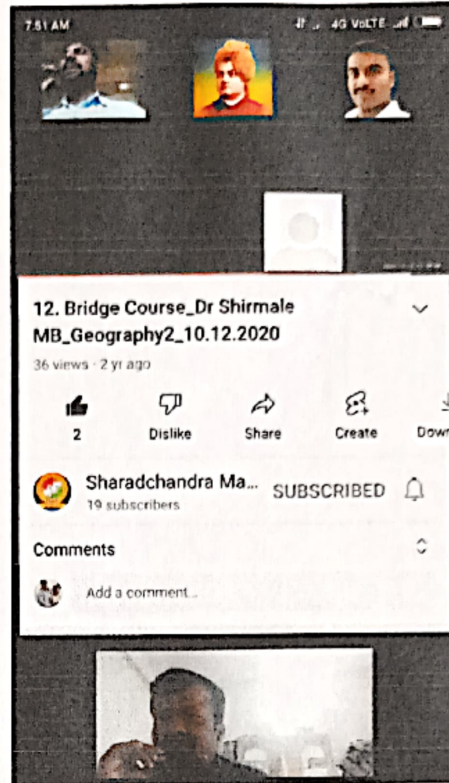 7:51 AM
4G VoLTE
12. Bridge Course_Dr Shirmale
MB_Geography2_10.12.2020
36 views · 2 yr ago
2
Dislike
Share
Create
Down
Sharadchandra Ma... SUBSCRIBED
19 subscribers
Comments
Add a comment...